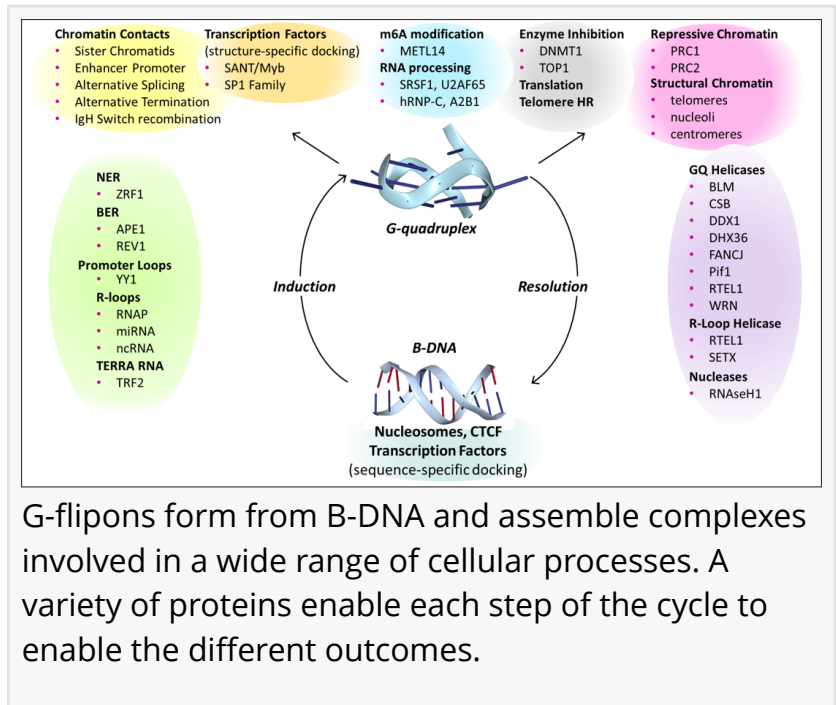 Chromatin Contacts
• Sister Chromatids
• Enhancer Promoter
• Alternative Splicing
• Alternative Termination
• IgH Switch recombination
Transcription Factors
(structure-specific docking)
• SANT/Myb
• SP1 Family
m6A modification
• METL14
RNA processing
• SRSF1, U2AF65
• hRNP-C, A2B1
Enzyme Inhibition
• DNMT1
• TOP1
Translation
Telomere HR
Repressive Chromatin
• PRC1
• PRC2
Structural Chromatin
• telomeres
• nucleoli
• centromeres
NER
• ZRF1
BER
• APE1
• REV1
Promoter Loops
• YY1
R-loops
• RNAP
• miRNA
• ncRNA
TERRA RNA
• TRF2
G-quadruplex
Induction
Resolution
B-DNA
Nucleosomes, CTCF
Transcription Factors
(sequence-specific docking)
GQ Helicases
• BLM
• CSB
• DDX1
• DHX36
• FANCJ
• Pif1
• RTEL1
• WRN
R-Loop Helicase
• RTEL1
• SETX
Nucleases
• RNAseH1
G-flipons form from B-DNA and assemble complexes
involved in a wide range of cellular processes. A
variety of proteins enable each step of the cycle to
enable the different outcomes.